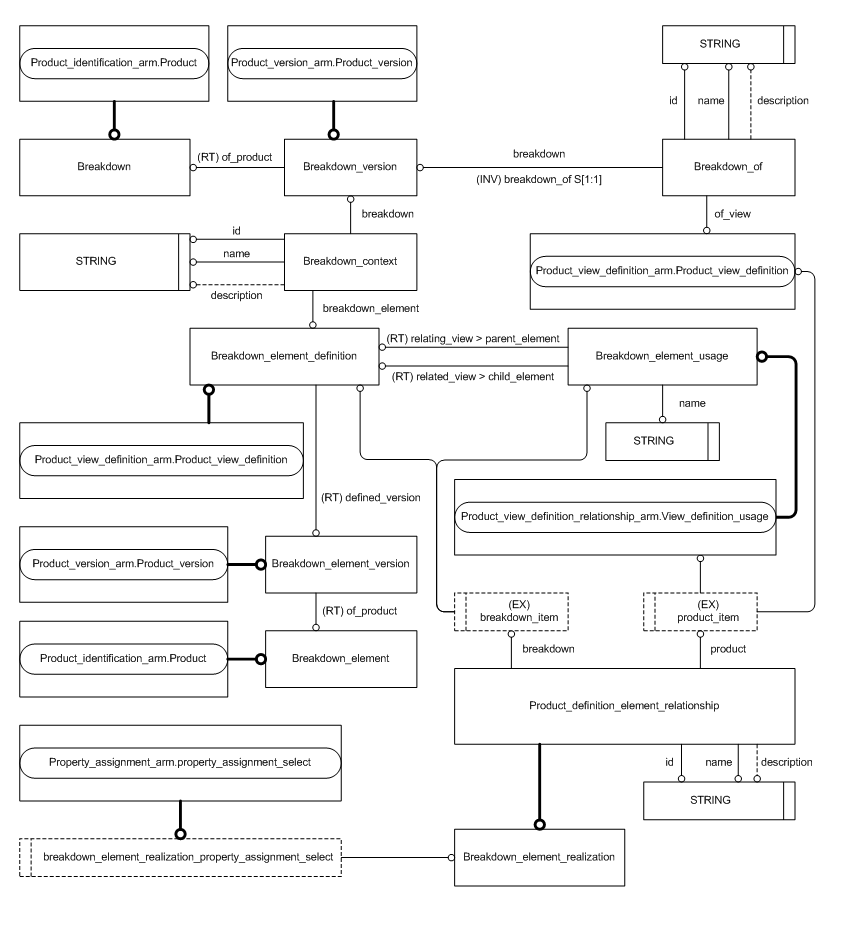 Product_identification_arm.Product
Product_version_arm.Product_version
STRING
id
name
description
(RT) of_product
Breakdown
Breakdown_version
breakdown
(INV) breakdown_of S[1:1]
Breakdown_of
breakdown
of_view
id
STRING
name
Breakdown_context
description
Product_view_definition_arm.Product_view_definition
breakdown_element
(RT) relating_view > parent_element
Breakdown_element_definition
Breakdown_element_usage
(RT) related_view > child_element
name
STRING
Product_view_definition_arm.Product_view_definition
(RT) defined_version
Product_view_definition_relationship_arm.View_definition_usage
Product_version_arm.Product_version
Breakdown_element_version
(RT) of_product
(EX)
breakdown_item
(EX)
product_item
Product_identification_arm.Product
Breakdown_element
breakdown
product
Product_definition_element_relationship
Property_assignment_arm.property_assignment_select
id
name
description
STRING
breakdown_element_realization_property_assignment_select
Breakdown_element_realization